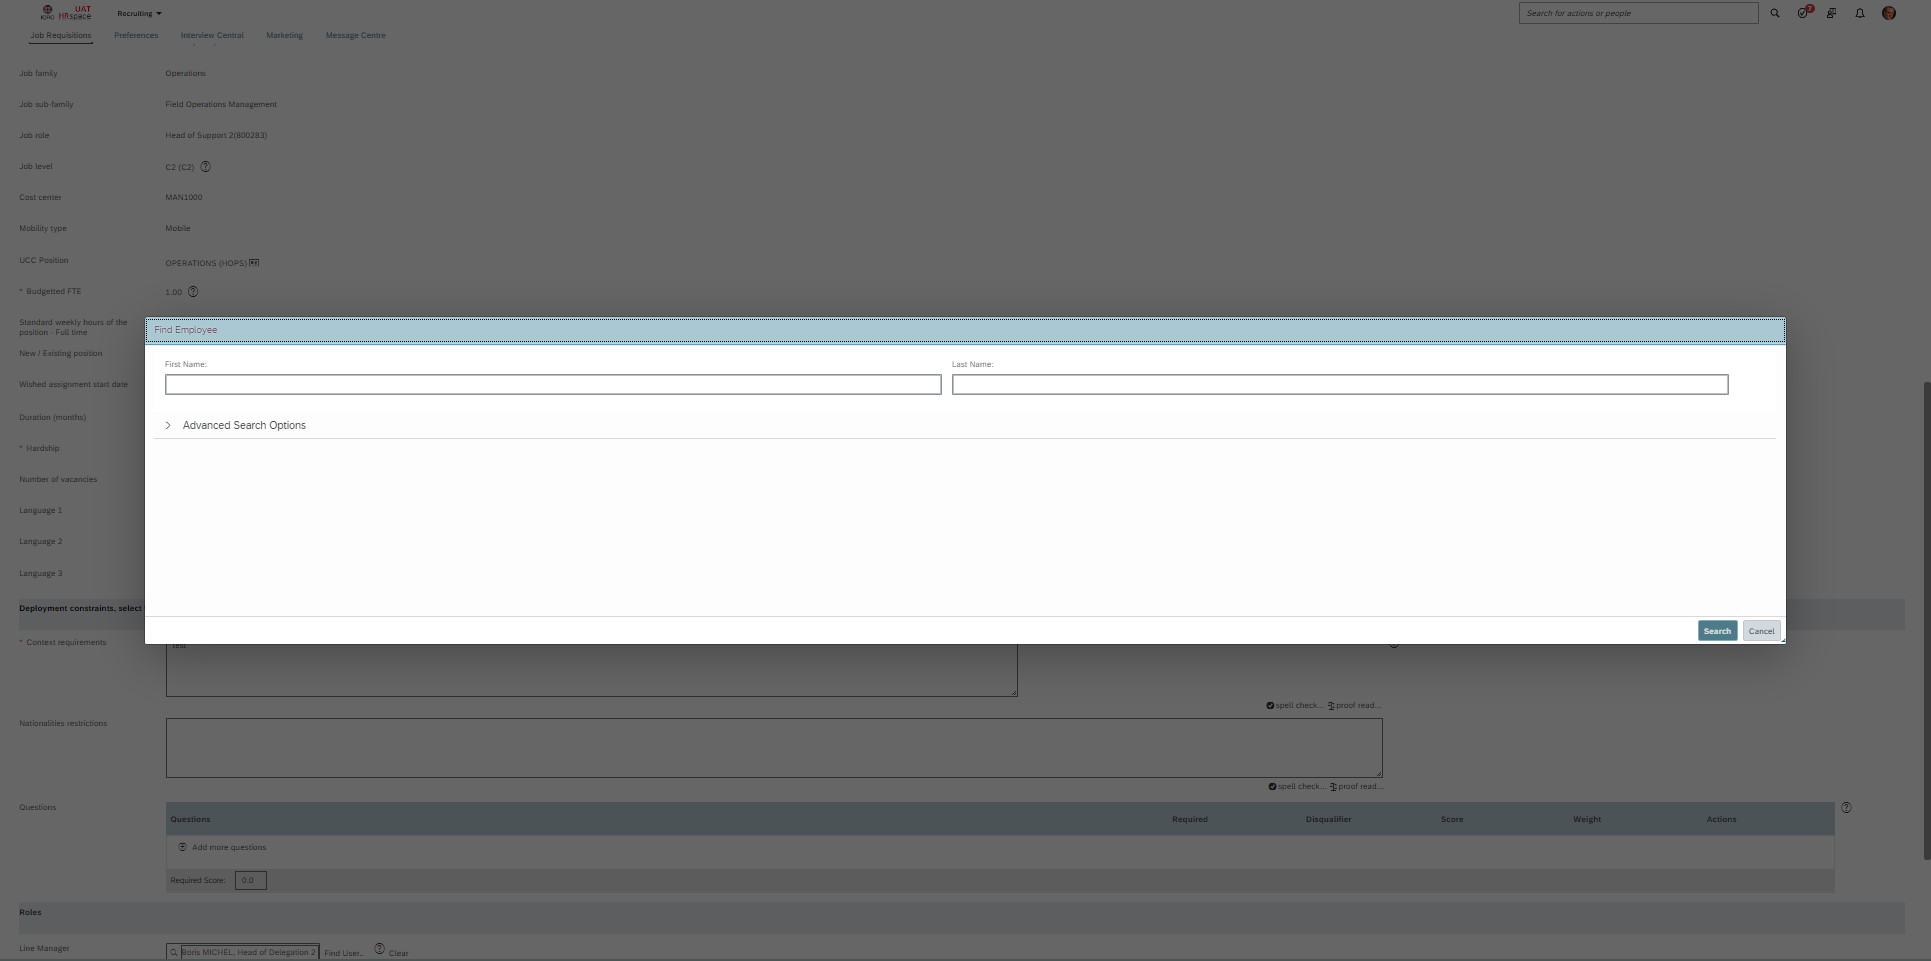 ICRC
UAT
HRspace
Recruiting
Search for actions or people
7
Job Requisitions
Preferences
Interview Central
Marketing
Message Centre
Job family
Operations
Job sub-family
Field Operations Management
Job role
Head of Support 2(800283)
Job level
C2 (C2)
Cost center
MAN1000
Mobility type
Mobile
UCC Position
OPERATIONS (HOPS)
* Budgetted FTE
1.00
Standard weekly hours of the
position - Full time
New / Existing position
Wished assignment start date
Duration (months)
* Hardship
Number of vacancies
Language 1
Language 2
Language 3
Find Employee
First Name:
Last Name:
Advanced Search Options
Search
Cancel
Deployment constraints, select
* Context requirements
Test
spell check... proof read...
Nationalities restrictions
spell check... proof read...
Questions
Questions
Required
Disqualifier
Score
Weight
Actions
Add more questions
Required Score:
0.0
Roles
Line Manager
Boris MICHEL, Head of Delegation 2
Find User..
Clear